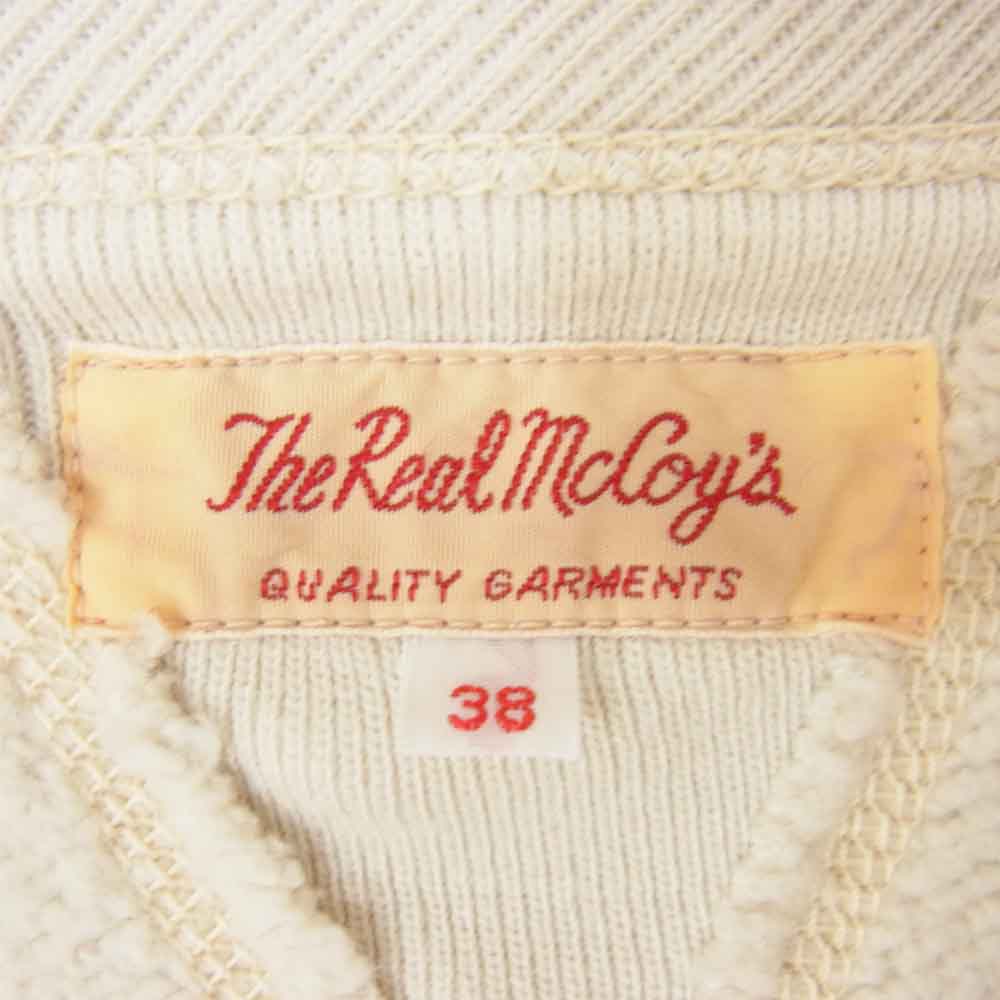 The Real McCoy's
QUALITY GARMENTS
38